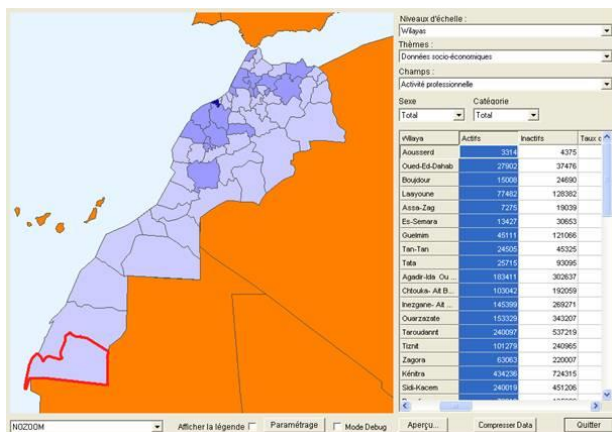 Niveaux d'échelle :
Wilayas
Thèmes :
Données socio-économiques
Champs :
Activité professionnelle
Sexe Catégorie
Total Total
Wilaya Actifs Inactifs Taux
Aousserd 3314 4375
Oued-Ed-Dahab 27902 37476
Boujdour 15008 24690
Laayoune 77482 128382
Assa-Zag 7275 19039
Es-Semara 13427 30653
Guelmim 45111 121066
Tan-Tan 24505 45325
Tata 25715 93095
Agadir-Ida Ou ... 183411 302637
Chtouka- Ait B... 103042 192059
Inezgane- Ait ... 145399 269271
Ouarzazate 153329 343207
Taroudannt 240097 537219
Tiznit 101279 240965
Zagora 63063 220007
Kénitra 434236 724315
Sidi-Kacem 240019 451206
NOZOOM Afficher la légende Paramétrage Mode Debug Aperçu... Compresser Data Quitter